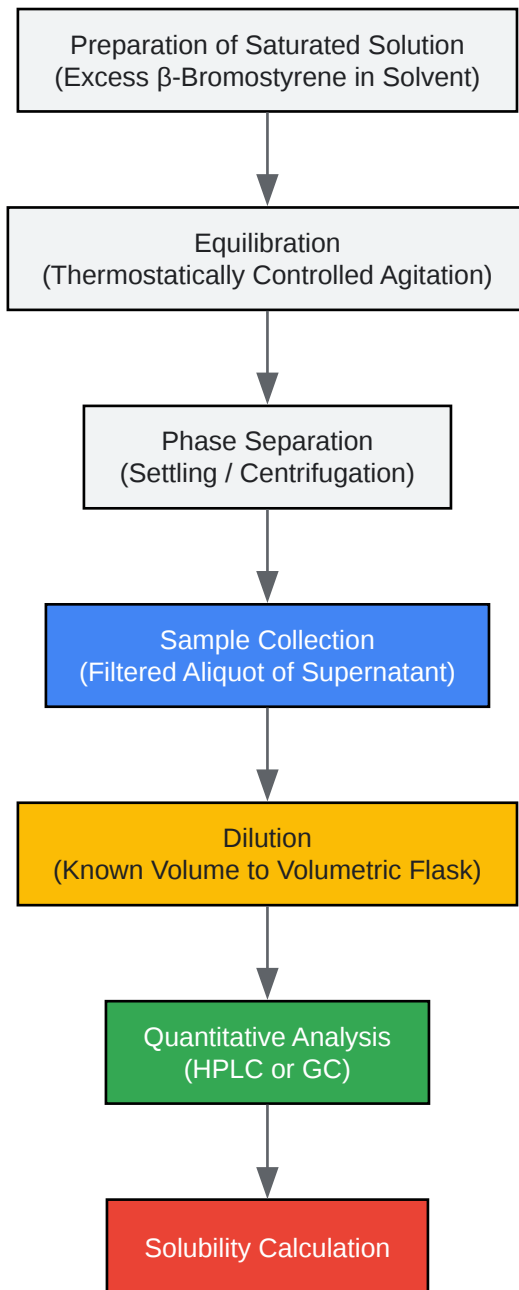 Preparation of Saturated Solution
(Excess β-Bromostyrene in Solvent)
Equilibration
(Thermostatically Controlled Agitation)
Phase Separation
(Settling / Centrifugation)
Sample Collection
(Filtered Aliquot of Supernatant)
Dilution
(Known Volume to Volumetric Flask)
Quantitative Analysis
(HPLC or GC)
Solubility Calculation